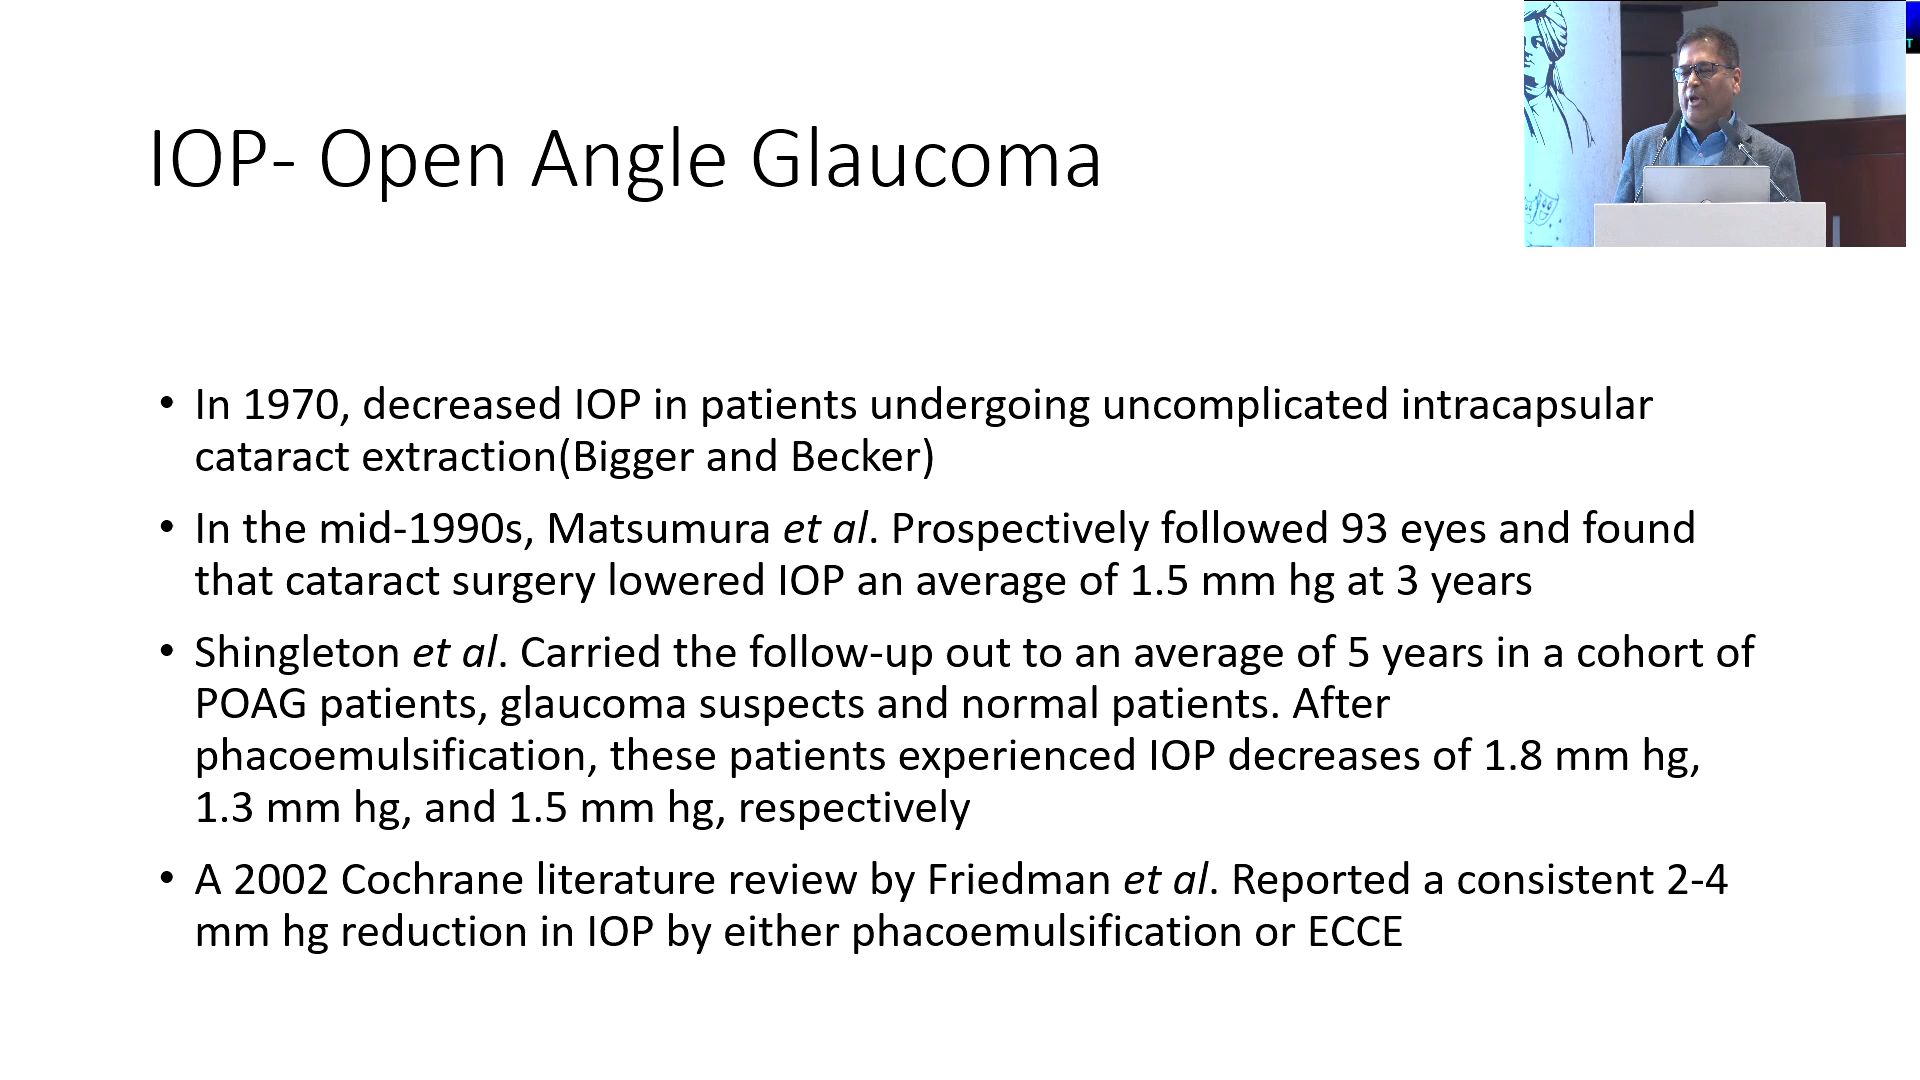 IOP- Open Angle Glaucoma
• In 1970, decreased IOP in patients undergoing uncomplicated intracapsular
cataract extraction(Bigger and Becker)
• In the mid-1990s, Matsumura et al. Prospectively followed 93 eyes and found
that cataract surgery lowered IOP an average of 1.5 mm hg at 3 years
• Shingleton et al. Carried the follow-up out to an average of 5 years in a cohort of
POAG patients, glaucoma suspects and normal patients. After
phacoemulsification, these patients experienced IOP decreases of 1.8 mm hg,
1.3 mm hg, and 1.5 mm hg, respectively
• A 2002 Cochrane literature review by Friedman et al. Reported a consistent 2-4
mm hg reduction in IOP by either phacoemulsification or ECCE
T